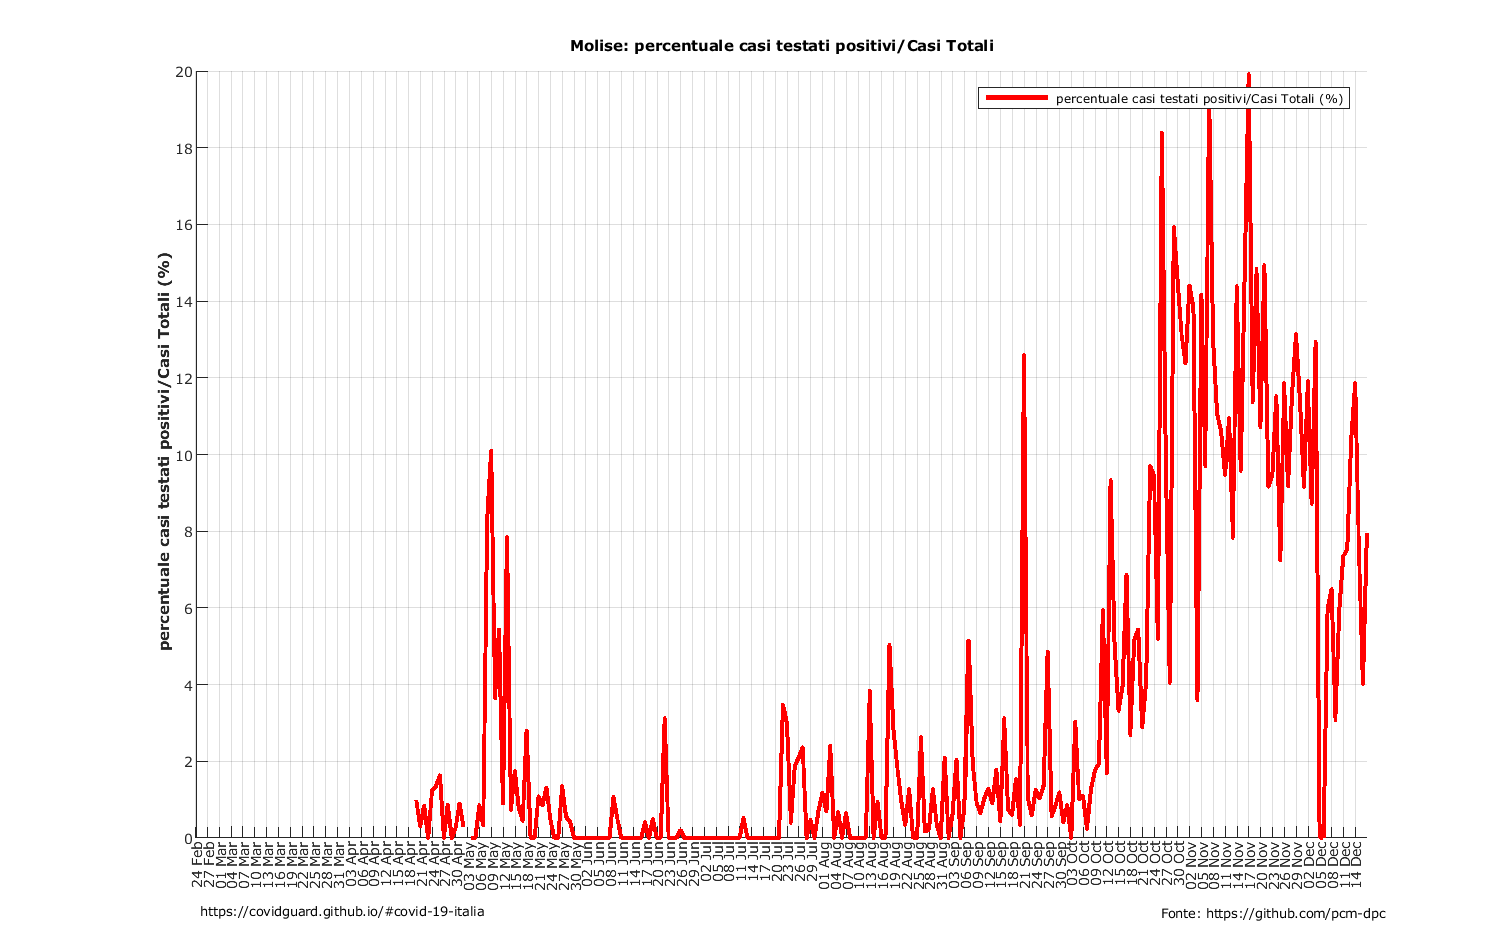 Molise: percentuale casi testati positivi/Casi Totali
percentuale casi testati positivi/Casi Totali (%)
percentuale casi testati positivi/Casi Totali (%)
20
18
16
14
12
10
8
6
4
2
0
24 Feb
27 Feb
01 Mar
04 Mar
07 Mar
10 Mar
13 Mar
16 Mar
19 Mar
22 Mar
25 Mar
28 Mar
31 Mar
03 Apr
06 Apr
09 Apr
12 Apr
15 Apr
18 Apr
21 Apr
24 Apr
27 Apr
30 Apr
03 May
06 May
09 May
12 May
15 May
18 May
21 May
24 May
27 May
30 May
02 Jun
05 Jun
08 Jun
11 Jun
14 Jun
17 Jun
20 Jun
23 Jun
26 Jun
29 Jun
02 Jul
05 Jul
08 Jul
11 Jul
14 Jul
17 Jul
20 Jul
23 Jul
26 Jul
29 Jul
01 Aug
04 Aug
07 Aug
10 Aug
13 Aug
16 Aug
19 Aug
22 Aug
25 Aug
28 Aug
31 Aug
03 Sep
06 Sep
09 Sep
12 Sep
15 Sep
18 Sep
21 Sep
24 Sep
27 Sep
30 Sep
03 Oct
06 Oct
09 Oct
12 Oct
15 Oct
18 Oct
21 Oct
24 Oct
27 Oct
30 Oct
02 Nov
05 Nov
08 Nov
11 Nov
14 Nov
17 Nov
20 Nov
23 Nov
26 Nov
29 Nov
02 Dec
05 Dec
08 Dec
11 Dec
14 Dec
https://covidguard.github.io/#covid-19-italia
Fonte: https://github.com/pcm-dpc